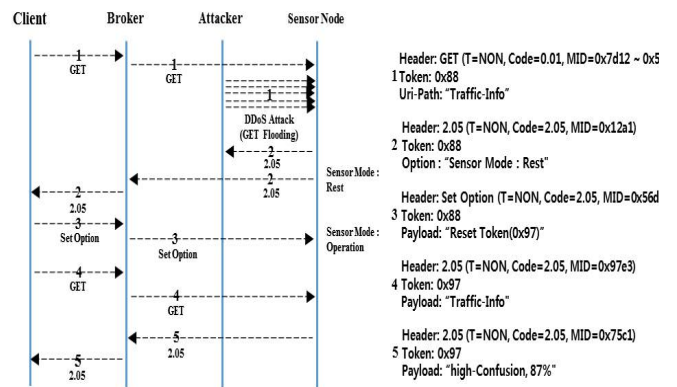 Client Broker Attacker Sensor Node
1
GET
1
GET
1
DDoS Attack
(GET Flooding)
2
2.05
2
2.05
Sensor Mode :
Rest
2
2.05
3
Set Option
3
Set Option
Sensor Mode :
Operation
4
GET
4
GET
5
5
2.05
Header: GET (T=NON, Code=0.01, MID=0x7d12 ~ 0x5
1 Token: 0x88
Uri-Path: "Traffic-Info"
Header: 2.05 (T=NON, Code=2.05, MID=0x12a1)
2 Token: 0x88
Option : "Sensor Mode : Rest"
Header: Set Option (T=NON, Code=2.05, MID=0x56d
3 Token: 0x88
Payload: "Reset Token(0x97)"
Header: 2.05 (T=NON, Code=2.05, MID=0x97e3)
4 Token: 0x97
Payload: "Traffic-Info"
Header: 2.05 (T=NON, Code=2.05, MID=0x75c1)
5 Token: 0x97
Payload: "high-Confusion, 87%"
2.05